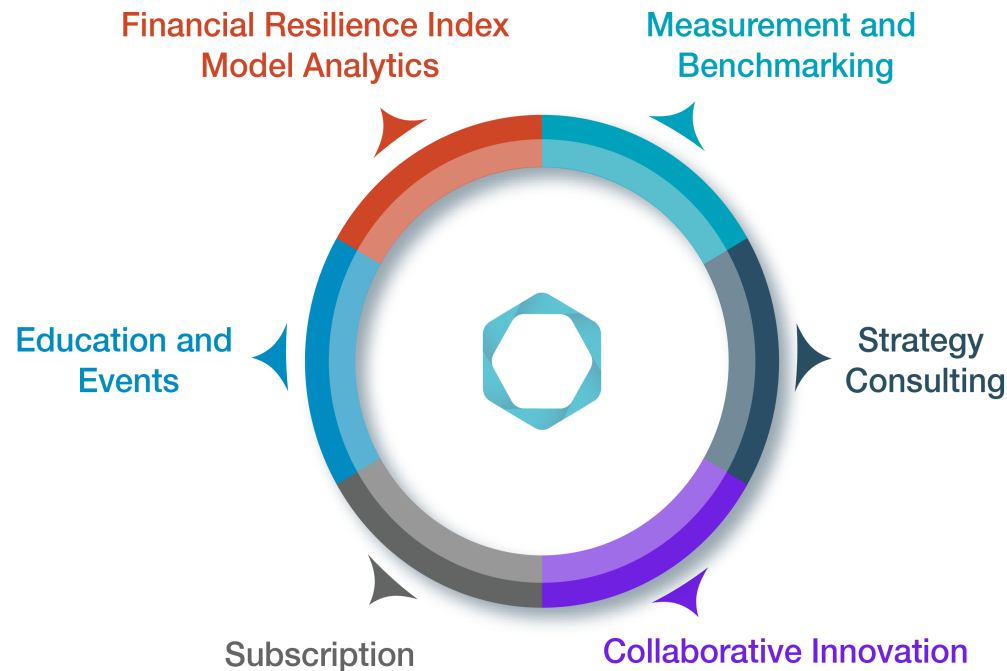 Financial Resilience Index
Model Analytics
Measurement and
Benchmarking
Education and
Events
Strategy
Consulting
Subscription
Collaborative Innovation